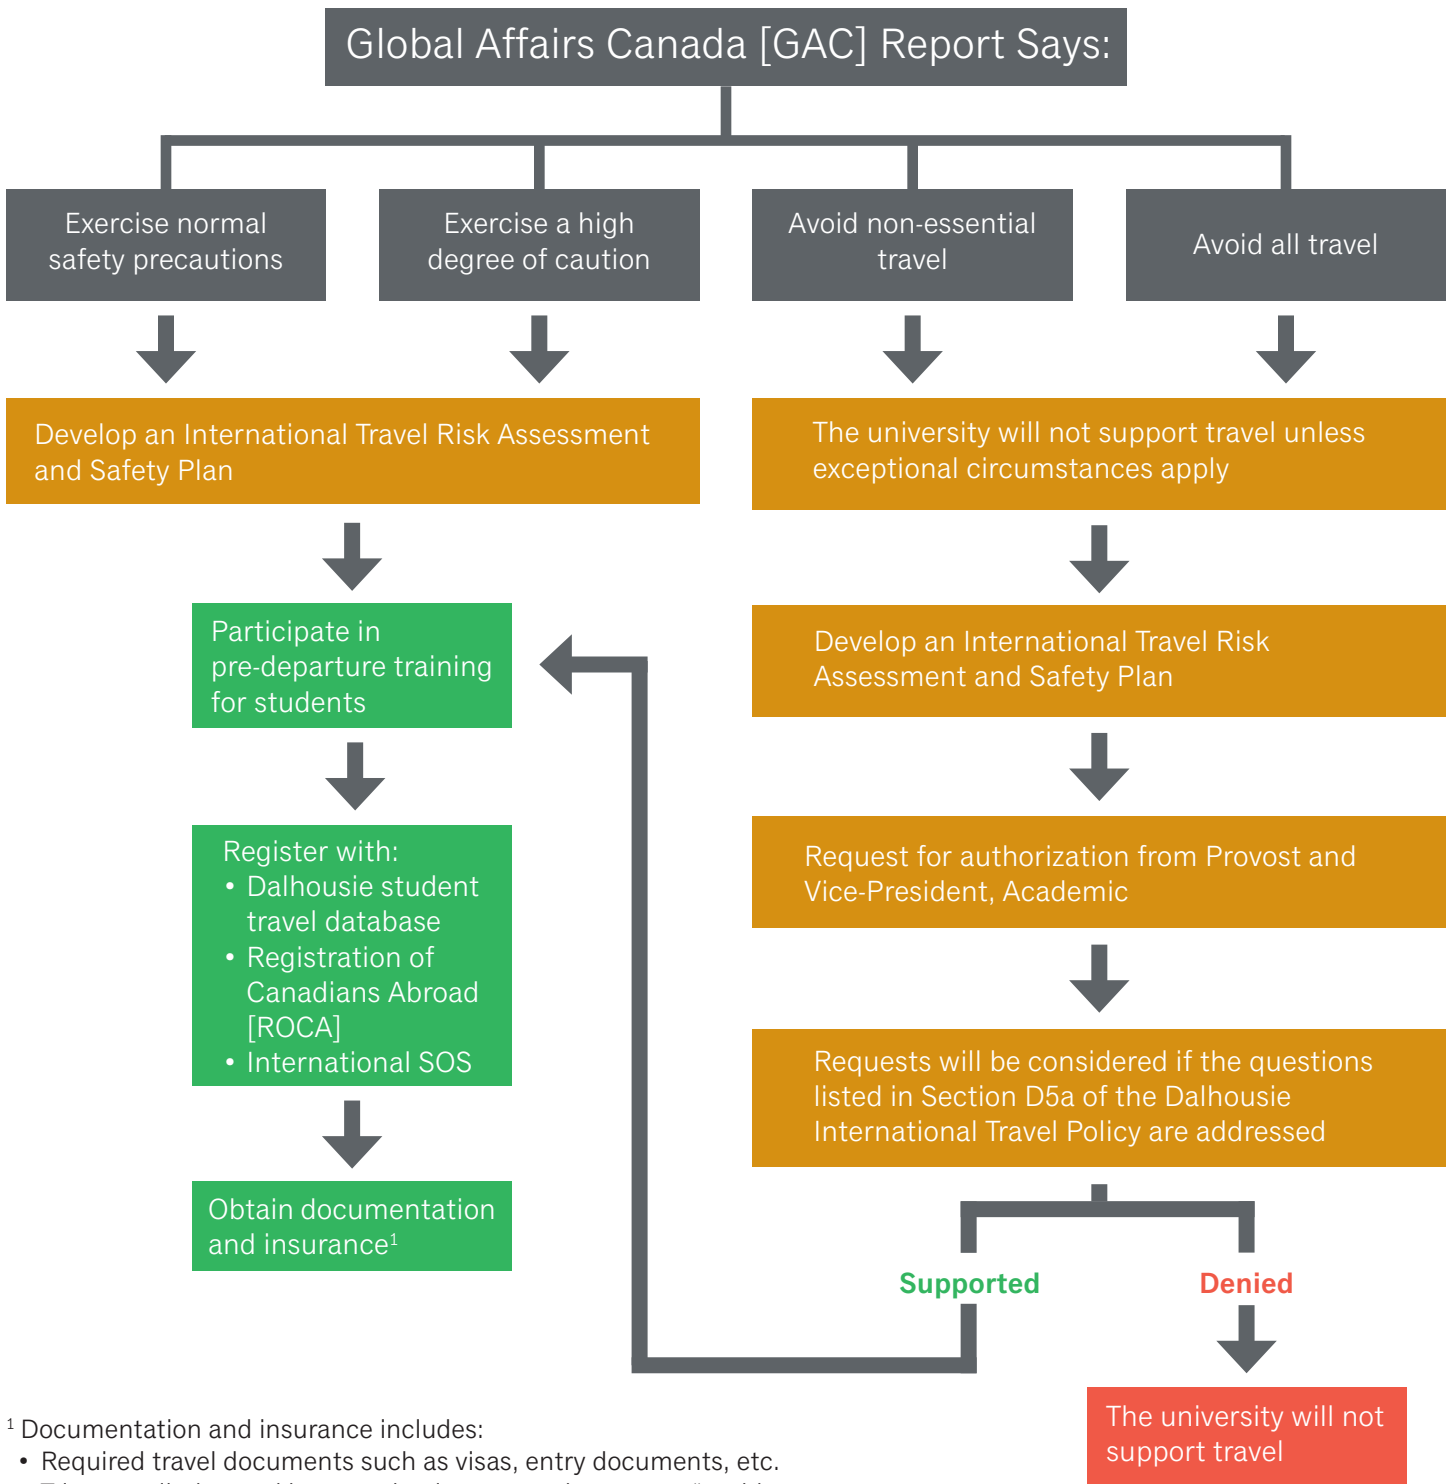 Global Affairs Canada [GAC] Report Says:
Exercise normal
safety precautions
Exercise a high
degree of caution
Avoid non-essential
travel
Avoid all travel
Develop an International Travel Risk Assessment
and Safety Plan
The university will not support travel unless
exceptional circumstances apply
Participate in
pre-departure training
for students
Develop an International Travel Risk
Assessment and Safety Plan
Register with:
• Dalhousie student
travel database
• Registration of
Canadians Abroad
[ROCA]
• International SOS
Request for authorization from Provost and
Vice-President, Academic
Requests will be considered if the questions
listed in Section D5a of the Dalhousie
International Travel Policy are addressed
Obtain documentation
and insurance¹
Supported
Denied
The university will not
support travel
¹ Documentation and insurance includes:
• Required travel documents such as visas, entry documents, etc.